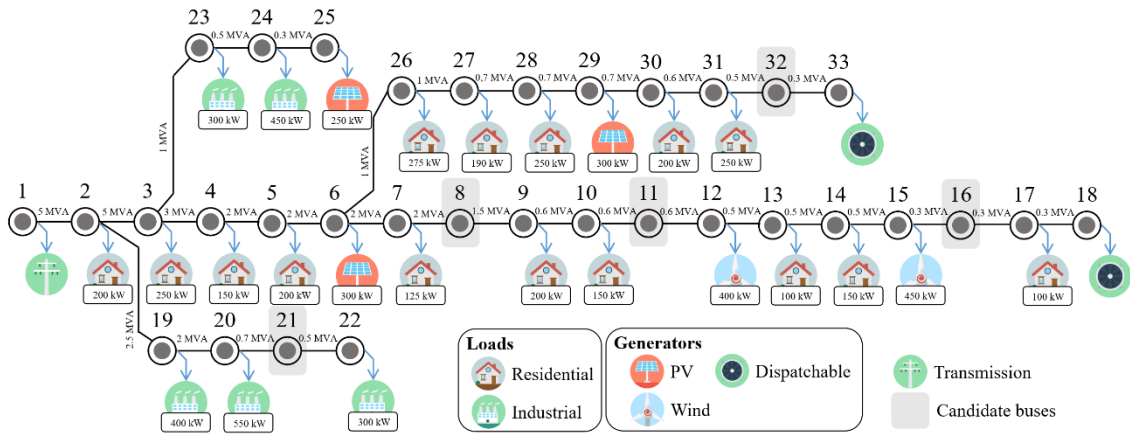 23 24 25
0.5 MVA 0.3 MVA
300 kW 450 kW 250 kW
1 MVA
26 27 28 29 30 31 32 33
1 MVA 0.7 MVA 0.7 MVA 0.7 MVA 0.6 MVA 0.5 MVA 0.3 MVA
275 kW 190 kW 250 kW 300 kW 200 kW 250 kW
1 MVA
1 2 3 4 5 6 7 8 9 10 11 12 13 14 15 16 17 18
5 MVA 5 MVA 3 MVA 2 MVA 2 MVA 2 MVA 2 MVA 1.5 MVA 0.6 MVA 0.6 MVA 0.6 MVA 0.5 MVA 0.5 MVA 0.5 MVA 0.3 MVA 0.3 MVA 0.3 MVA
200 kW 250 kW 150 kW 200 kW 300 kW 125 kW 200 kW 150 kW 400 kW 100 kW 150 kW 450 kW 100 kW
2.5 MVA
19 20 21 22
2 MVA 0.7 MVA 0.5 MVA
400 kW 550 kW 300 kW
Loads
Residential
Industrial
Generators
PV
Dispatchable
Wind
Transmission
Candidate buses